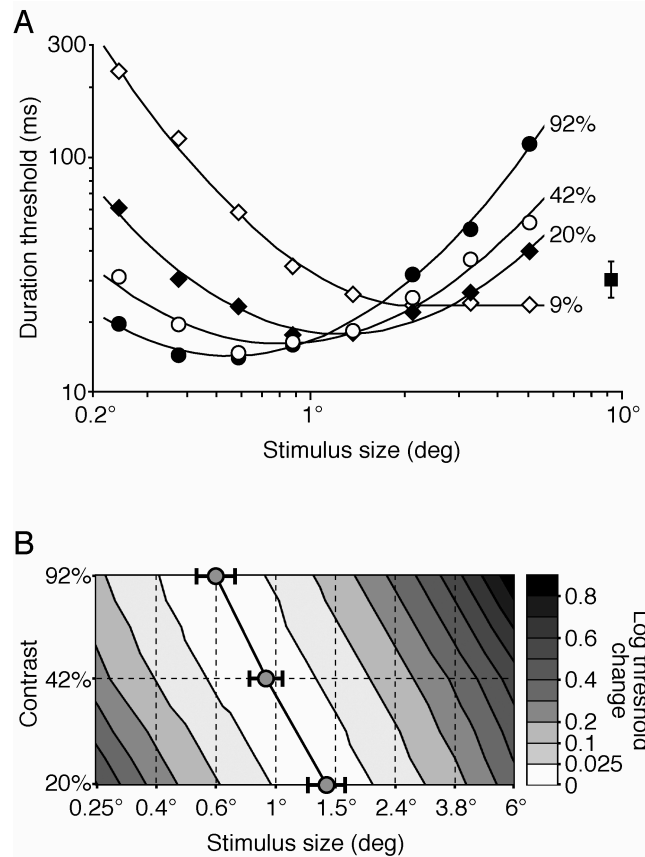 A
300
100
10
Duration threshold (ms)
92%
42%
20%
9%
0.2° 1° 10°
Stimulus size (deg)
B
92%
42%
20%
Contrast
0.25° 0.4° 0.6° 1° 1.5° 2.4° 3.8° 6°
Stimulus size (deg)
0.8
0.6
0.4
0.2
0.1
0.025
0
Log threshold
change